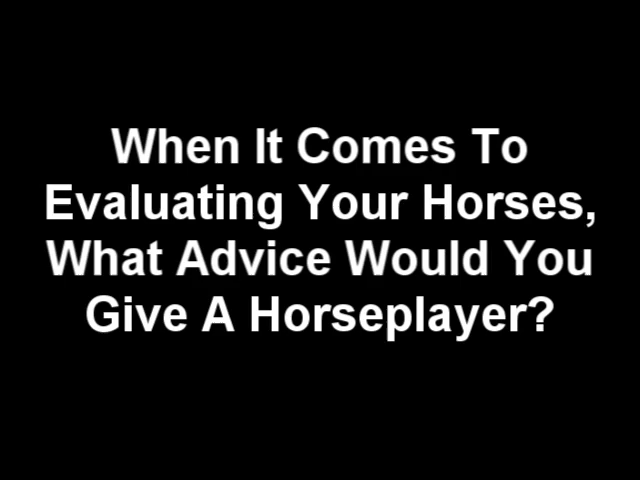 When It Comes To
Evaluating Your Horses,
What Advice Would You
Give A Horseplayer?